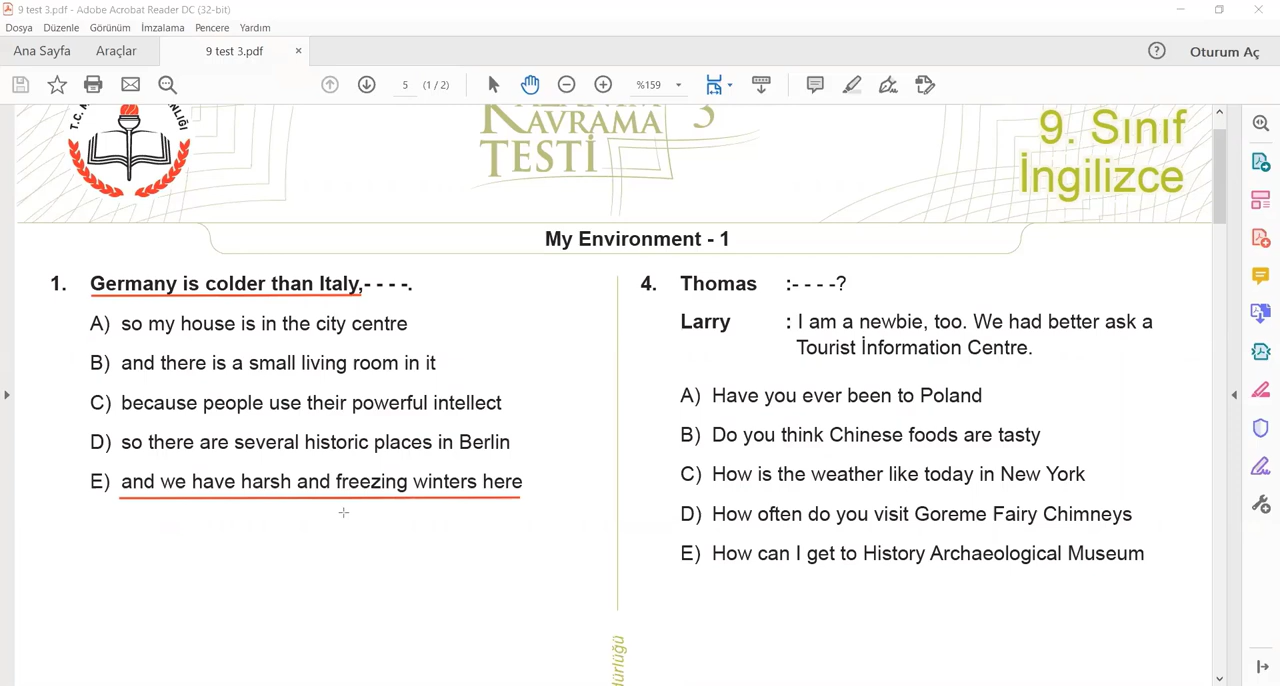 9 test 3.pdf - Adobe Acrobat Reader DC (32-bit)
Dosya Düzenle Görünüm İmzalama Pencere Yardım
Ana Sayfa Araçlar 9 test 3.pdf × Oturum Aç
5 (1 / 2) %159
KAVRAMA 3
TESTİ
9. Sınıf
İngilizce
My Environment - 1
1. Germany is colder than Italy,- - - -.
A) so my house is in the city centre
B) and there is a small living room in it
C) because people use their powerful intellect
D) so there are several historic places in Berlin
E) and we have harsh and freezing winters here
4. Thomas :- - - -?
Larry : I am a newbie, too. We had better ask a
Tourist İnformation Centre.
A) Have you ever been to Poland
B) Do you think Chinese foods are tasty
C) How is the weather like today in New York
D) How often do you visit Goreme Fairy Chimneys
E) How can I get to History Archaeological Museum